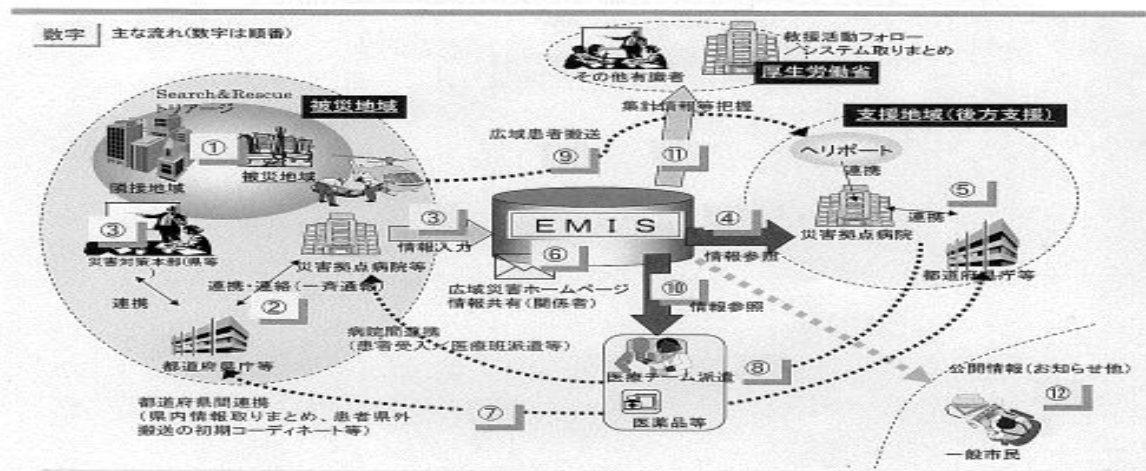 数字 主な流れ(数字は順番)
救援活動フォロー
/システム取りまとめ
その他有識者
厚生労働省
Search&Rescue
トリアージ
被災地域
集計情報等把握
支援地域(後方支援)
広域患者搬送
①
⑨
⑪
ヘリポート
隣接地域
被災地域
連携
③
③
EMIS
④
⑤
連携
災害対策本部(県等)
災害拠点病院等
情報入力
情報参照
災害拠点病院
⑥
都道府県庁等
連携・連絡(一斉通報)
②
連携
広域災害ホームページ
情報共有(関係者)
⑩
情報参照
病院間連携
(患者受入/医療班派遣等)
都道府県庁等
医療チーム派遣
⑧
公開情報(お知らせ他)
⑫
都道府県間連携
(県内情報取りまとめ、患者県外
搬送の初期コーディネート等)
⑦
医薬品等
一般市民